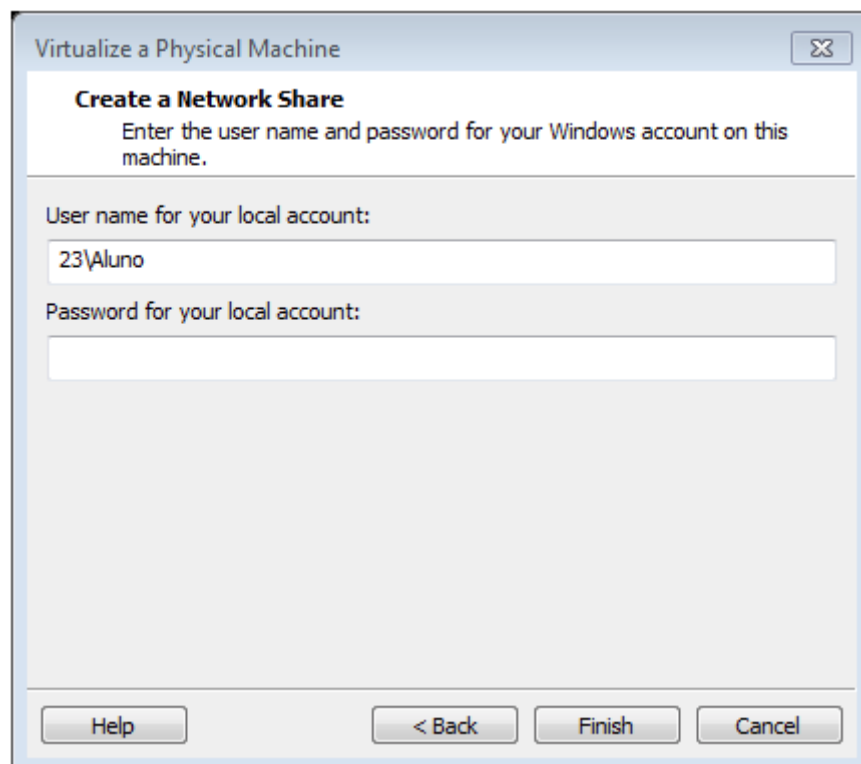 Virtualize a Physical Machine
Create a Network Share
Enter the user name and password for your Windows account on this
machine.
User name for your local account:
23\Aluno
Password for your local account:
Help
< Back
Finish
Cancel